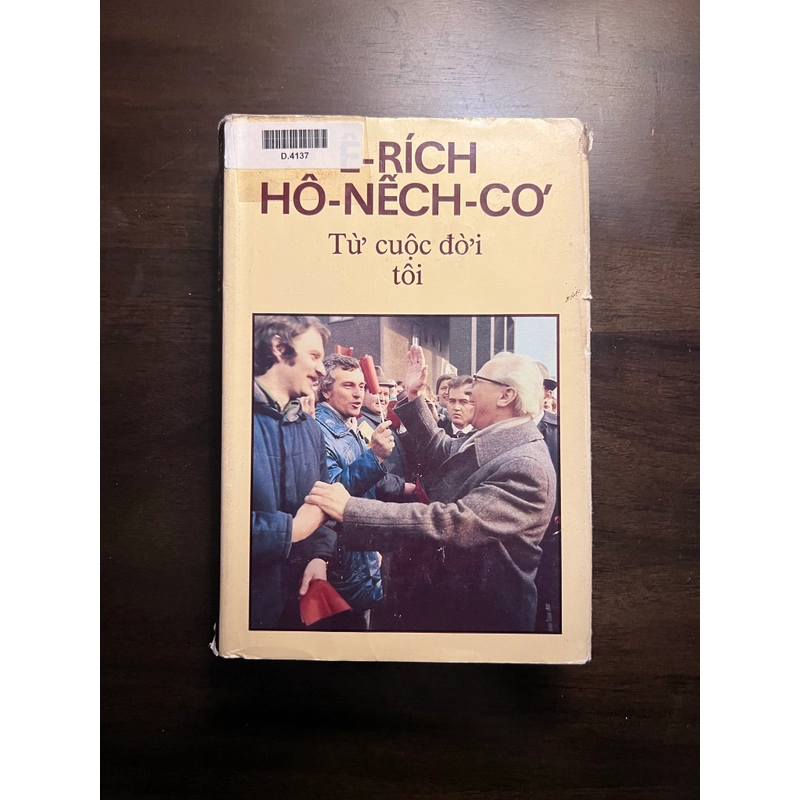 D.4137
Ê-RÍCH
HÔ-NẾCH-CƠ
Từ cuộc đời
tôi